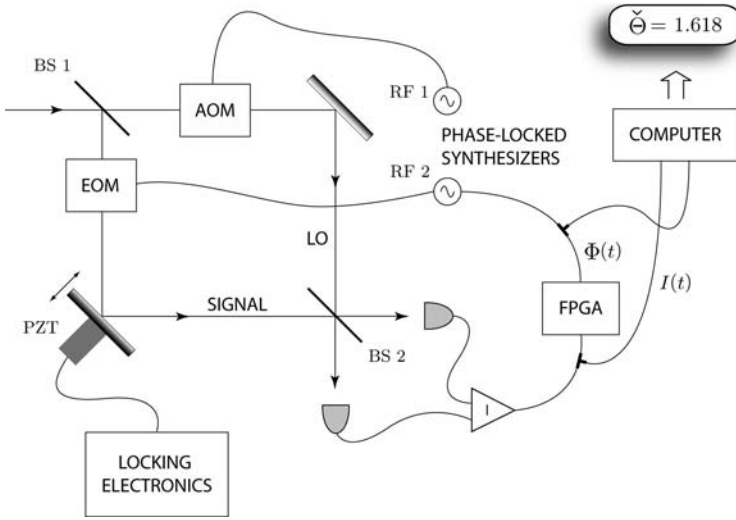 Θ̌ = 1.618
BS 1
RF 1
AOM
COMPUTER
PHASE-LOCKED
SYNTHESIZERS
EOM
RF 2
LO
Φ(t)
I(t)
SIGNAL
FPGA
PZT
BS 2
I
LOCKING
ELECTRONICS